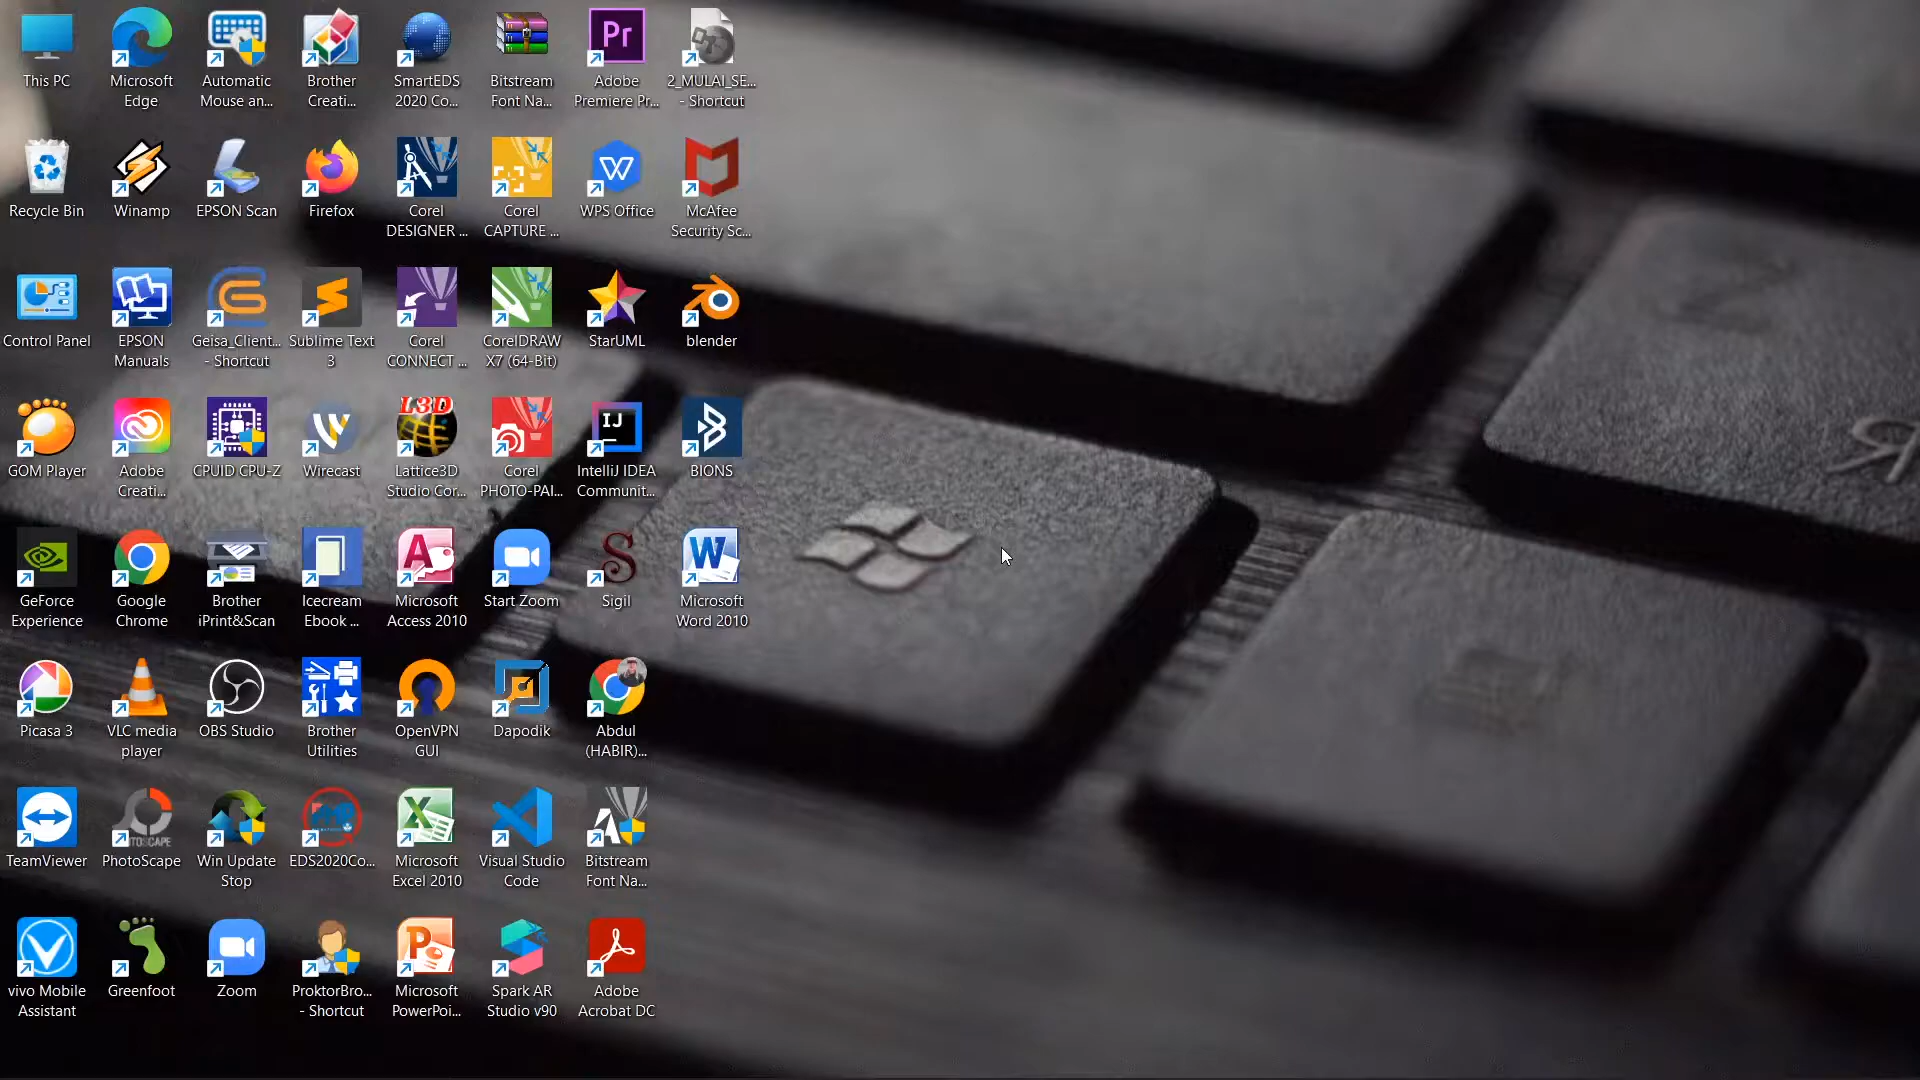 This PC
Microsoft
Edge
Automatic
Mouse an...
Brother
Creati...
SmartEDS
2020 Co...
Bitstream
Font Na...
Pr
Adobe
Premiere Pr...
2_MULAI_SE...
- Shortcut
Recycle Bin
Winamp
EPSON Scan
Firefox
Corel
DESIGNER ...
Corel
CAPTURE ...
WPS Office
McAfee
Security Sc...
Control Panel
EPSON
Manuals
Geisa_Client...
- Shortcut
Sublime Text
3
Corel
CONNECT ...
CorelDRAW
X7 (64-Bit)
StarUML
blender
GOM Player
Adobe
Creati...
CPUID CPU-Z
Wirecast
L3D
Lattice3D
Studio Cor...
Corel
PHOTO-PAI...
IJ
IntelliJ IDEA
Communit...
BIONS
GeForce
Experience
Google
Chrome
Brother
iPrint&Scan
Icecream
Ebook ...
A
Microsoft
Access 2010
Start Zoom
S
Sigil
W
Microsoft
Word 2010
Picasa 3
VLC media
player
OBS Studio
Brother
Utilities
OpenVPN
GUI
Dapodik
Abdul
(HABIR)...
TeamViewer
PhotoScape
Win Update
Stop
EDS2020Co...
X
Microsoft
Excel 2010
Visual Studio
Code
Bitstream
Font Na...
vivo Mobile
Assistant
Greenfoot
Zoom
ProktorBro...
- Shortcut
P
Microsoft
PowerPoi...
Spark AR
Studio v90
Adobe
Acrobat DC